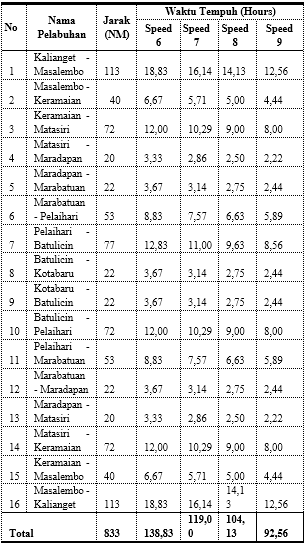 No Nama Pelabuhan Jarak (NM) Waktu Tempuh (Hours)
Speed 6 Speed 7 Speed 8 Speed 9
Kalianget -
1 Masalembo 113 18,83 16,14 14,13 12,56
Masalembo -
2 Keramaian 40 6,67 5,71 5,00 4,44
Keramaian -
3 Matasiri 72 12,00 10,29 9,00 8,00
Matasiri -
4 Maradapan 20 3,33 2,86 2,50 2,22
Maradapan -
5 Marabatuan 22 3,67 3,14 2,75 2,44
Marabatuan
6 - Pelaihari 53 8,83 7,57 6,63 5,89
Pelaihari -
7 Batulicin 77 12,83 11,00 9,63 8,56
Batulicin -
8 Kotabaru 22 3,67 3,14 2,75 2,44
Kotabaru -
9 Batulicin 22 3,67 3,14 2,75 2,44
Batulicin -
10 Pelaihari 72 12,00 10,29 9,00 8,00
Pelaihari -
11 Marabatuan 53 8,83 7,57 6,63 5,89
Marabatuan
12 - Maradapan 22 3,67 3,14 2,75 2,44
Maradapan -
13 Matasiri 20 3,33 2,86 2,50 2,22
Matasiri -
14 Keramaian 72 12,00 10,29 9,00 8,00
Keramaian -
15 Masalembo 40 6,67 5,71 5,00 4,44
Masalembo - 14,1
16 Kalianget 113 18,83 16,14 3 12,56
119,0 104,
Total 833 138,83 0 13 92,56